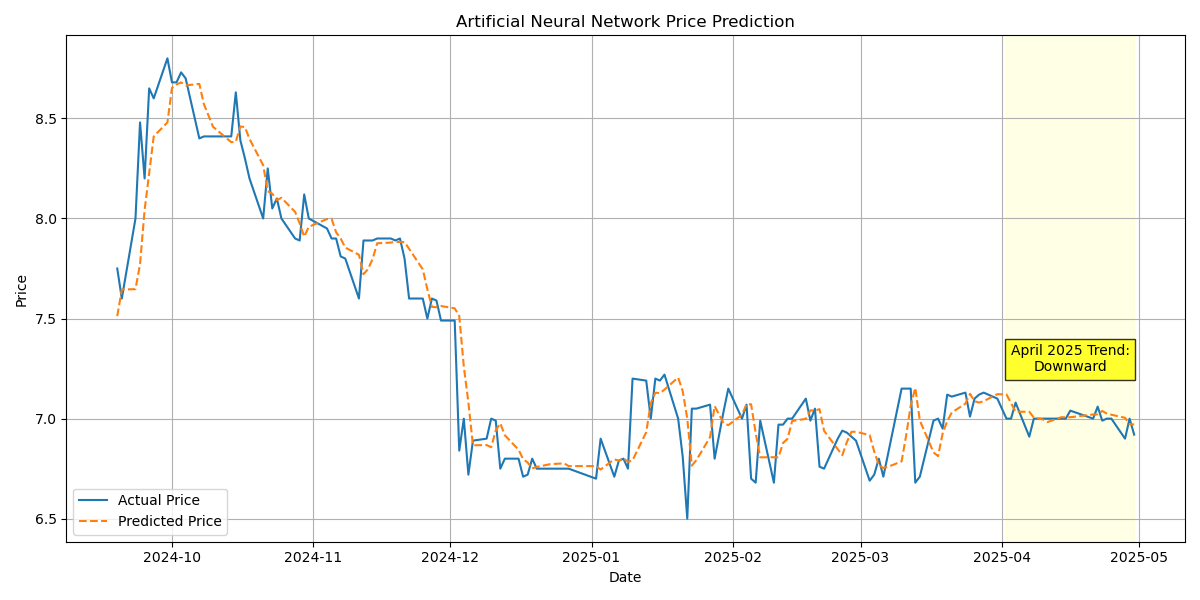 Artificial Neural Network Price Prediction
Price
8.5
8.0
7.5
7.0
6.5
April 2025 Trend:
Downward
Actual Price
Predicted Price
2024-10
2024-11
2024-12
2025-01
2025-02
2025-03
2025-04
2025-05
Date